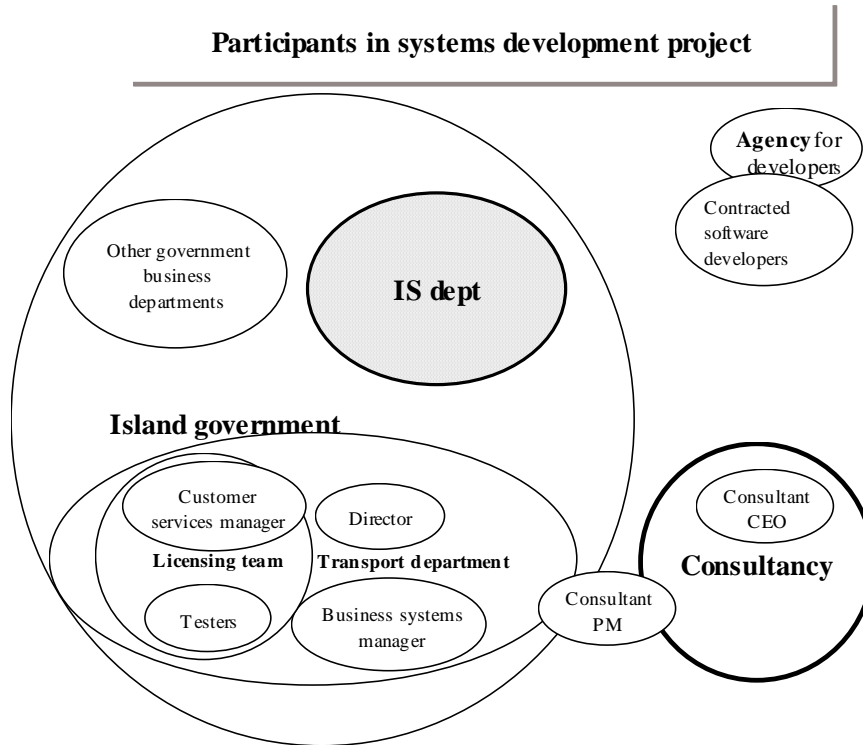 Participants in systems development project
Agency for
developers
Contracted
software
developers
Other government
business
departments
IS dept
Island government
Customer
services manager
Director
Licensing team
Transport department
Testers
Business systems
manager
Consultant
PM
Consultant
CEO
Consultancy